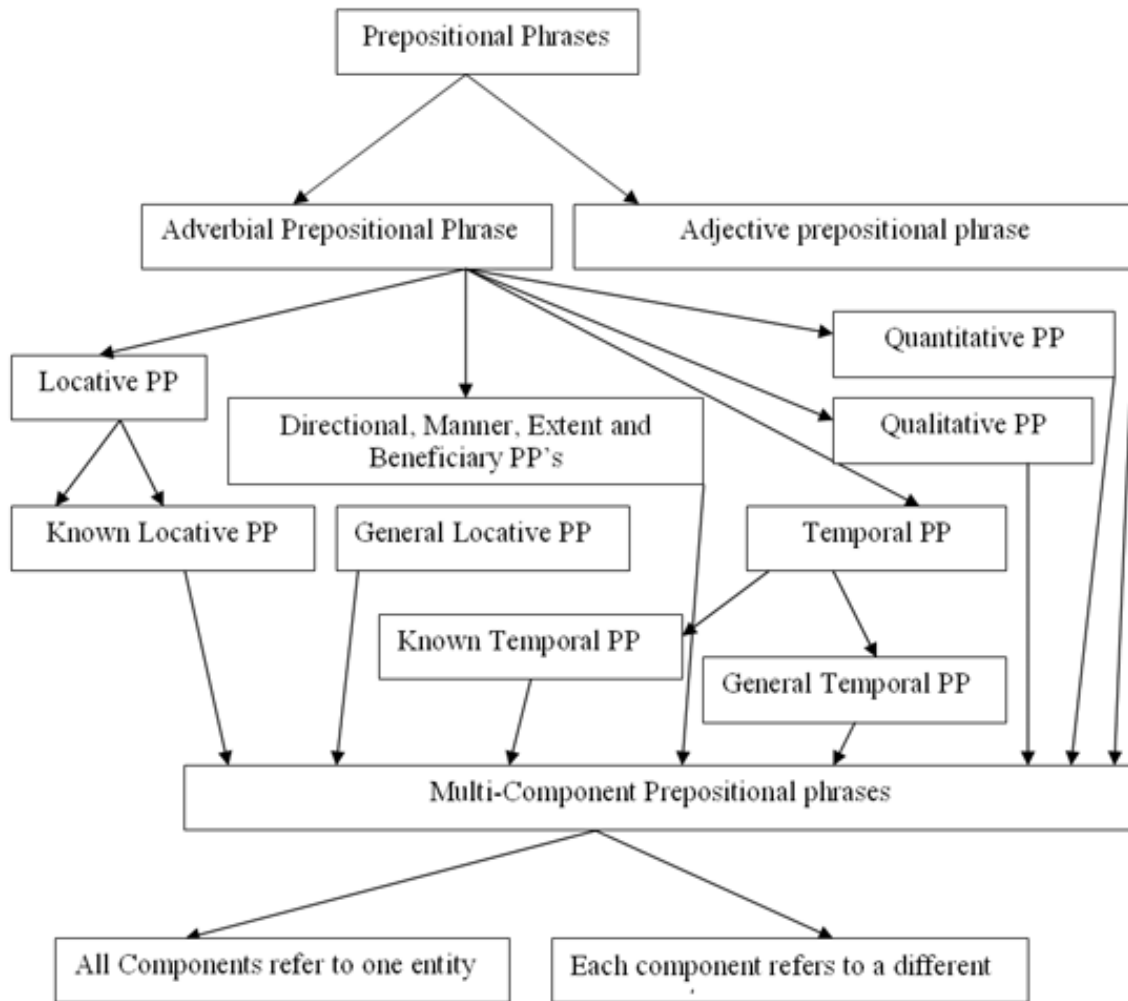 Prepositional Phrases
Adverbial Prepositional Phrase
Adjective prepositional phrase
Quantitative PP
Locative PP
Directional, Manner, Extent and
Beneficiary PP’s
Qualitative PP
Known Locative PP
General Locative PP
Temporal PP
Known Temporal PP
General Temporal PP
Multi-Component Prepositional phrases
All Components refer to one entity
Each component refers to a different